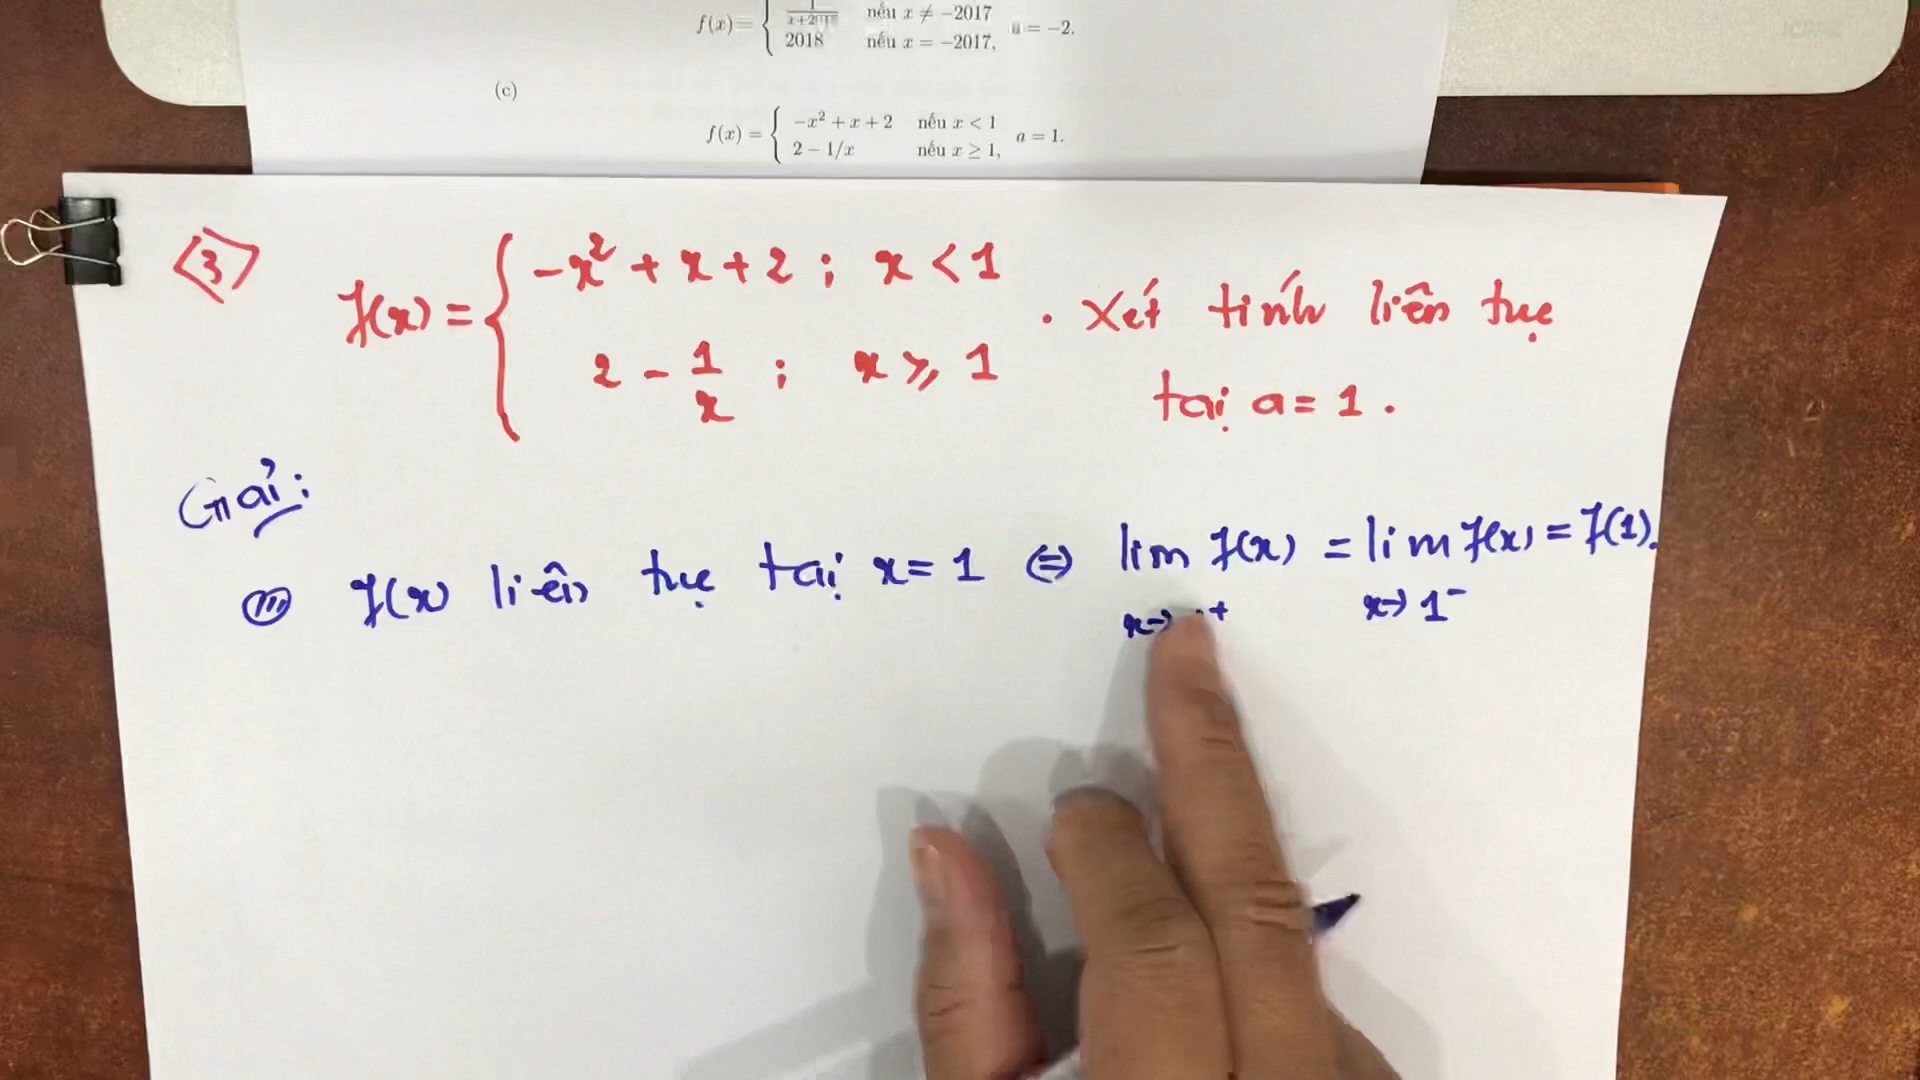 f(x) = { 1 nếu x ≠ −2017
2018 nếu x = −2017, = −2.
(c)
f(x) = { −x² + x + 2 nếu x < 1
2 − 1/x nếu x ≥ 1, a = 1.
3
f(x) = { -x² + x + 2 ; x < 1
2 - 1/x ; x ≥ 1
. Xét tính liên tục
tại a = 1 .
Giải:
f(x) liên tục tại x = 1 ⇔ lim f(x) = lim f(x) = f(1).
x→ + x→ 1⁻